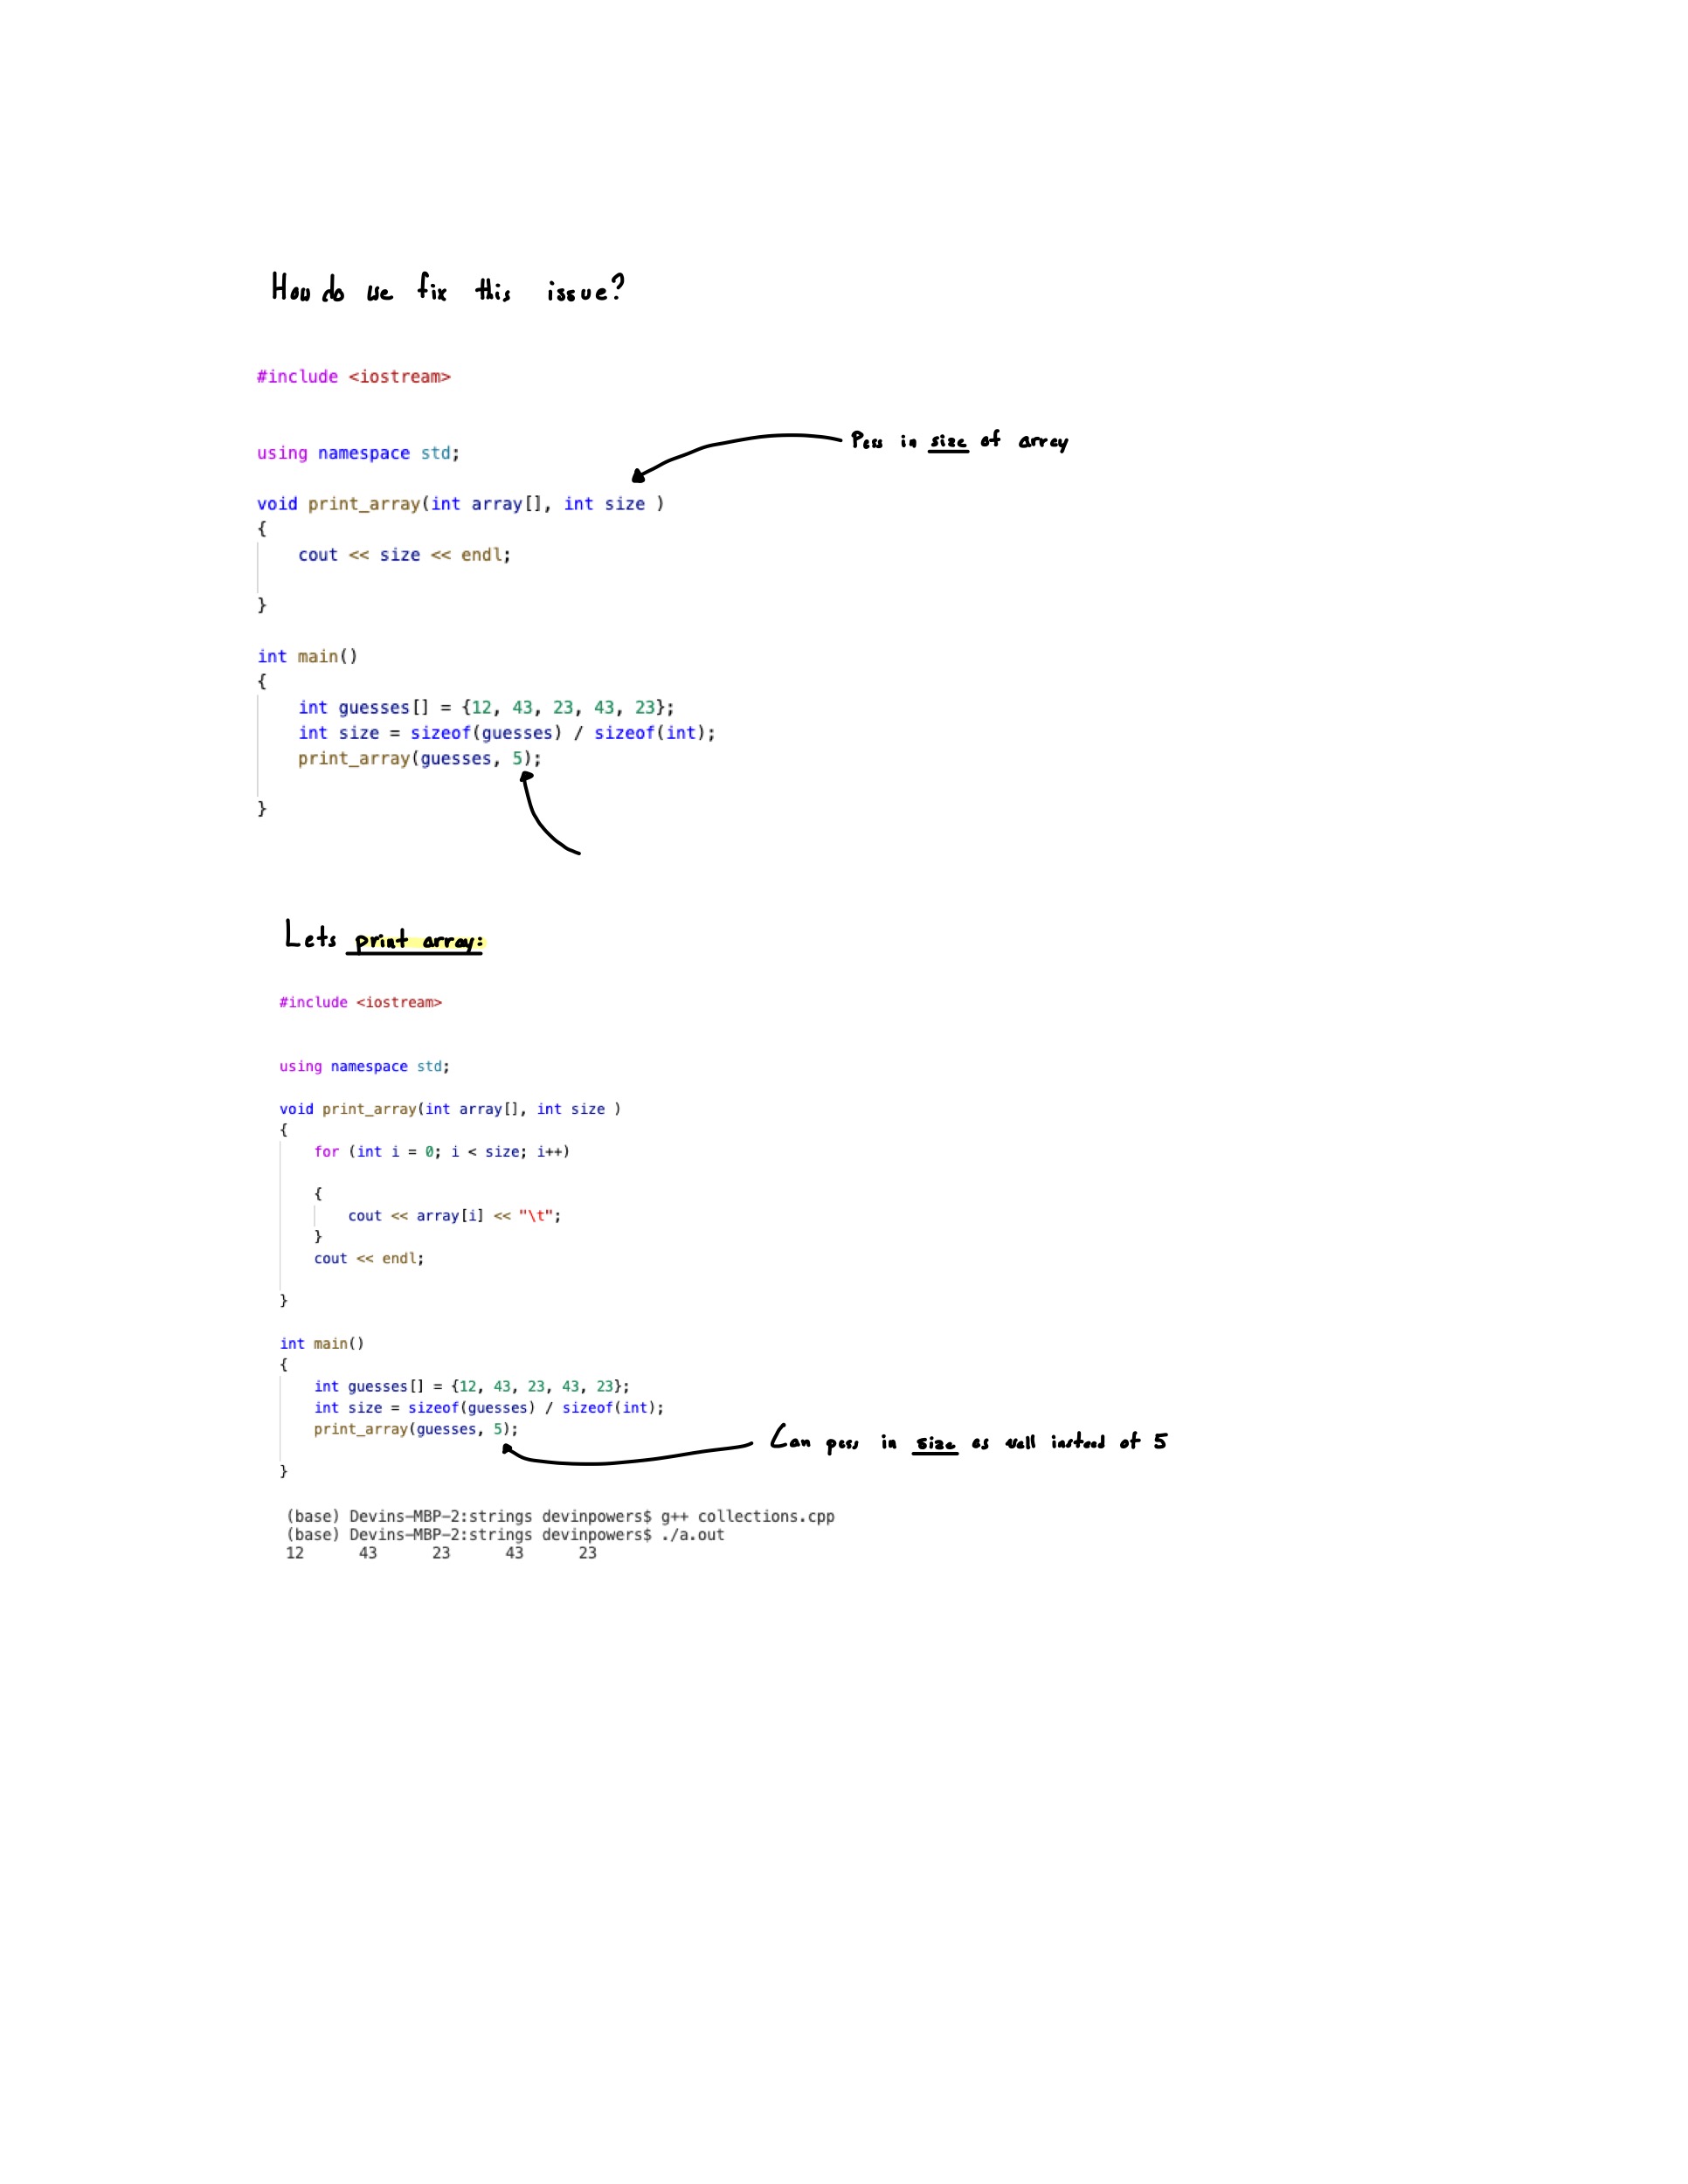 How do we fix this issue?
#include <iostream>
using namespace std;
Pass in size of array
void print_array(int array[], int size )
{
cout << size << endl;
}
int main()
{
int guesses[] = {12, 43, 23, 43, 23};
int size = sizeof(guesses) / sizeof(int);
print_array(guesses, 5);
}
Lets print array:
#include <iostream>
using namespace std;
void print_array(int array[], int size )
{
for (int i = 0; i < size; i++)
{
cout << array[i] << "\t";
}
cout << endl;
}
int main()
{
int guesses[] = {12, 43, 23, 43, 23};
int size = sizeof(guesses) / sizeof(int);
print_array(guesses, 5);
Can pass in size as well instead of 5
}
(base) Devins-MBP-2:strings devinpowers$ g++ collections.cpp
(base) Devins-MBP-2:strings devinpowers$ ./a.out
12 43 23 43 23